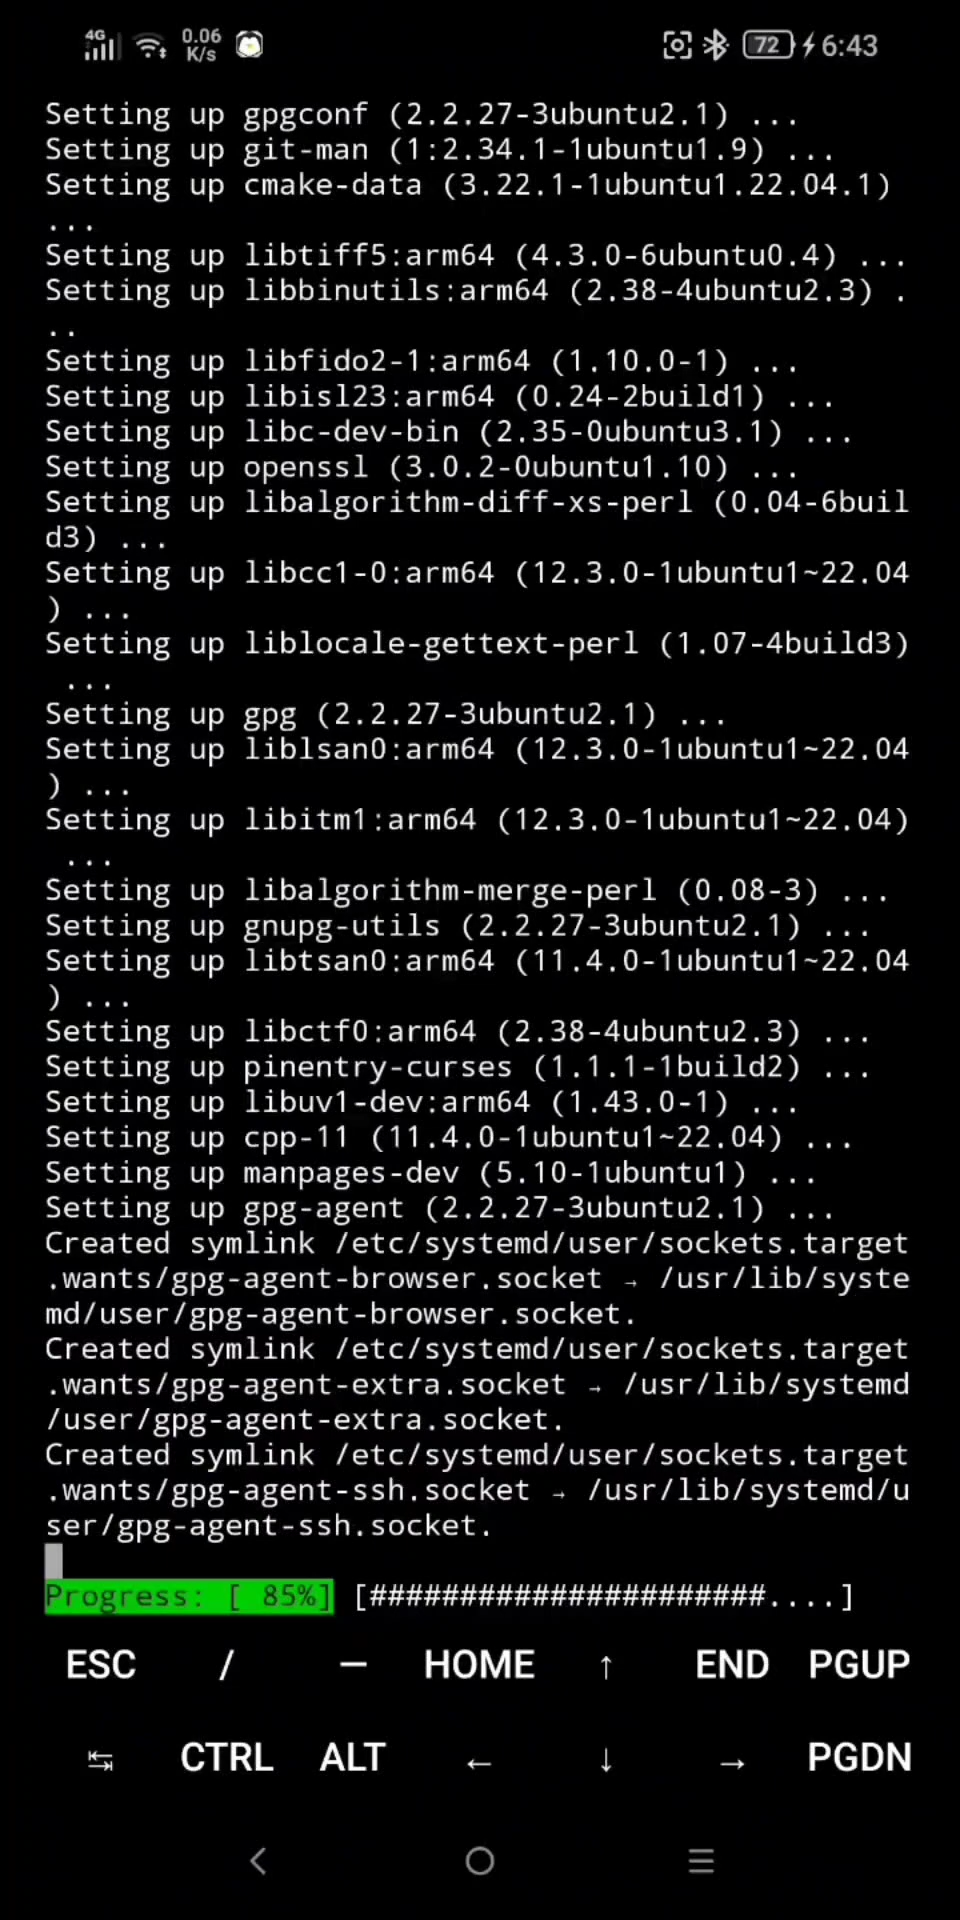 4G 0.06 K/s 72 6:43
Setting up gpgconf (2.2.27-3ubuntu2.1) ...
Setting up git-man (1:2.34.1-1ubuntu1.9) ...
Setting up cmake-data (3.22.1-1ubuntu1.22.04.1)
...
Setting up libtiff5:arm64 (4.3.0-6ubuntu0.4) ...
Setting up libbinutils:arm64 (2.38-4ubuntu2.3) .
..
Setting up libfido2-1:arm64 (1.10.0-1) ...
Setting up libisl23:arm64 (0.24-2build1) ...
Setting up libc-dev-bin (2.35-0ubuntu3.1) ...
Setting up openssl (3.0.2-0ubuntu1.10) ...
Setting up libalgorithm-diff-xs-perl (0.04-6buil
d3) ...
Setting up libcc1-0:arm64 (12.3.0-1ubuntu1~22.04
) ...
Setting up liblocale-gettext-perl (1.07-4build3)
 ...
Setting up gpg (2.2.27-3ubuntu2.1) ...
Setting up liblsan0:arm64 (12.3.0-1ubuntu1~22.04
) ...
Setting up libitm1:arm64 (12.3.0-1ubuntu1~22.04)
 ...
Setting up libalgorithm-merge-perl (0.08-3) ...
Setting up gnupg-utils (2.2.27-3ubuntu2.1) ...
Setting up libtsan0:arm64 (11.4.0-1ubuntu1~22.04
) ...
Setting up libctf0:arm64 (2.38-4ubuntu2.3) ...
Setting up pinentry-curses (1.1.1-1build2) ...
Setting up libuv1-dev:arm64 (1.43.0-1) ...
Setting up cpp-11 (11.4.0-1ubuntu1~22.04) ...
Setting up manpages-dev (5.10-1ubuntu1) ...
Setting up gpg-agent (2.2.27-3ubuntu2.1) ...
Created symlink /etc/systemd/user/sockets.target
.wants/gpg-agent-browser.socket → /usr/lib/syste
md/user/gpg-agent-browser.socket.
Created symlink /etc/systemd/user/sockets.target
.wants/gpg-agent-extra.socket → /usr/lib/systemd
/user/gpg-agent-extra.socket.
Created symlink /etc/systemd/user/sockets.target
.wants/gpg-agent-ssh.socket → /usr/lib/systemd/u
ser/gpg-agent-ssh.socket.
Progress: [ 85%] [######################....]
ESC / — HOME ↑ END PGUP
↹ CTRL ALT ← ↓ → PGDN